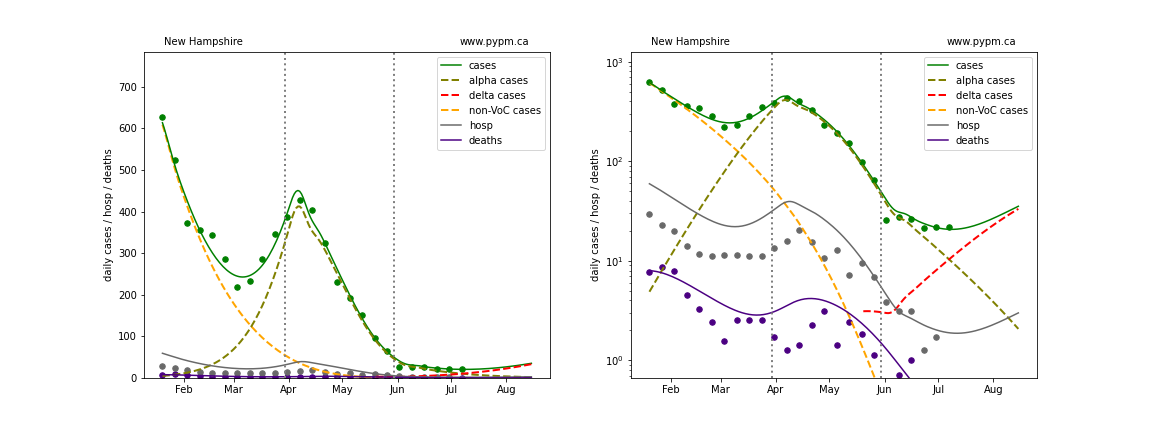 New Hampshire www.pypm.ca
cases
alpha cases
delta cases
non-VoC cases
hosp
deaths
daily cases / hosp / deaths
700
600
500
400
300
200
100
0
Feb Mar Apr May Jun Jul Aug
New Hampshire www.pypm.ca
cases
alpha cases
delta cases
non-VoC cases
hosp
deaths
daily cases / hosp / deaths
10³
10²
10¹
10⁰
Feb Mar Apr May Jun Jul Aug